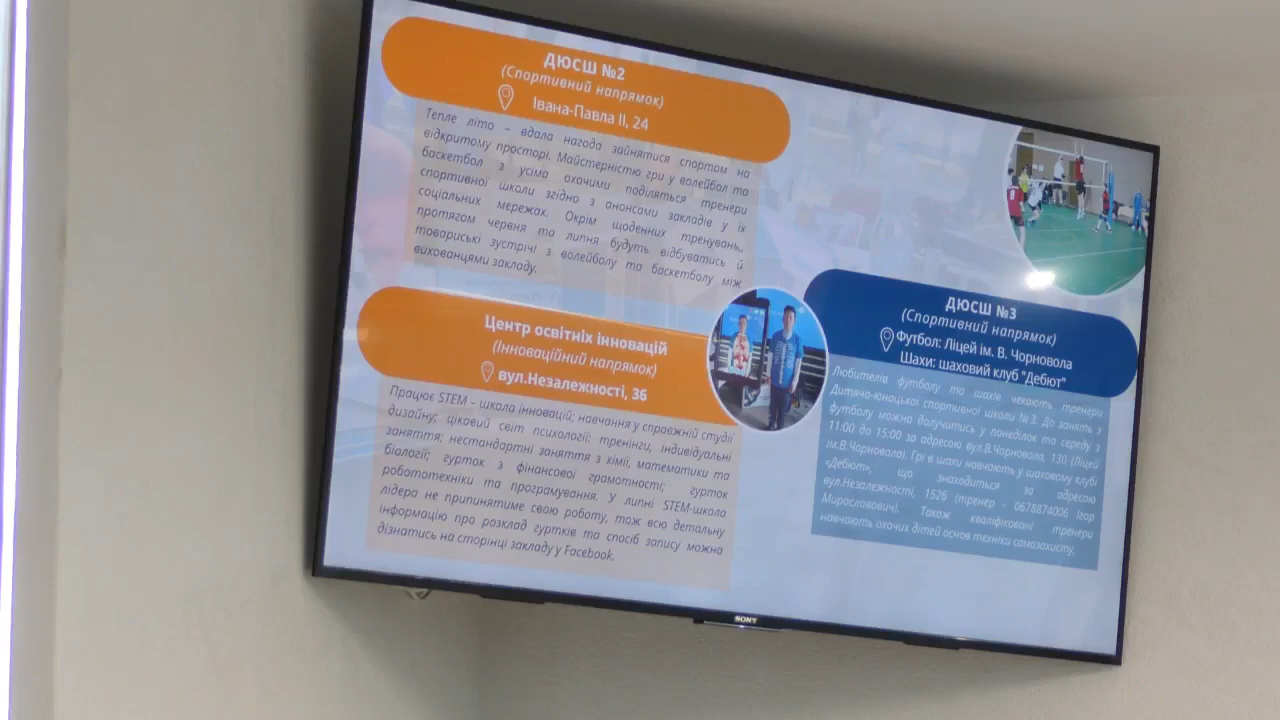 ДЮСШ №2
(Спортивний напрямок)
Івана-Павла ІІ, 24
Тепле літо – вдала нагода зайнятися спортом на
відкритому просторі. Майстерністю гри у волейбол та
баскетбол з усіма охочими поділяться тренери
спортивної школи згідно з анонсами закладів у їх
соціальних мережах. Окрім щоденних тренувань,
протягом червня та липня будуть відбуватись й
товариські зустрічі з волейболу та баскетболу між
вихованцями закладу.
Центр освітніх інновацій
(Інноваційний напрямок)
вул.Незалежності, 36
Працює STEM – школа інновацій; навчання у справжній студії
дизайну; цікавий світ психології; тренінги, індивідуальні
заняття; нестандартні заняття з хімії, математики та
біології; гурток з фінансової грамотності; гурток
робототехніки та програмування. У липні STEM-школа
лідера не припинятиме свою роботу, тож всю детальну
інформацію про розклад гуртків та спосіб запису можна
дізнатись на сторінці закладу у Facebook.
ДЮСШ №3
(Спортивний напрямок)
Футбол: Ліцей ім. В. Чорновола
Шахи: шаховий клуб "Дебют"
Любителів футболу та шахів чекають тренери
Дитячо-юнацької спортивної школи №3. До занять з
футболу можна долучитись у понеділок та середу з
11:00 до 15:00 за адресою вул.В.Чорновола, 130 (Ліцей
ім.В.Чорновола). Грі в шахи навчають у шаховому клубі
«Дебют», що знаходиться за адресою
вул.Незалежності, 152б (тренер - 0678874006 Ігор
Мирославович). Також кваліфіковані тренери
навчають охочих дітей основ техніки самозахисту,
SONY